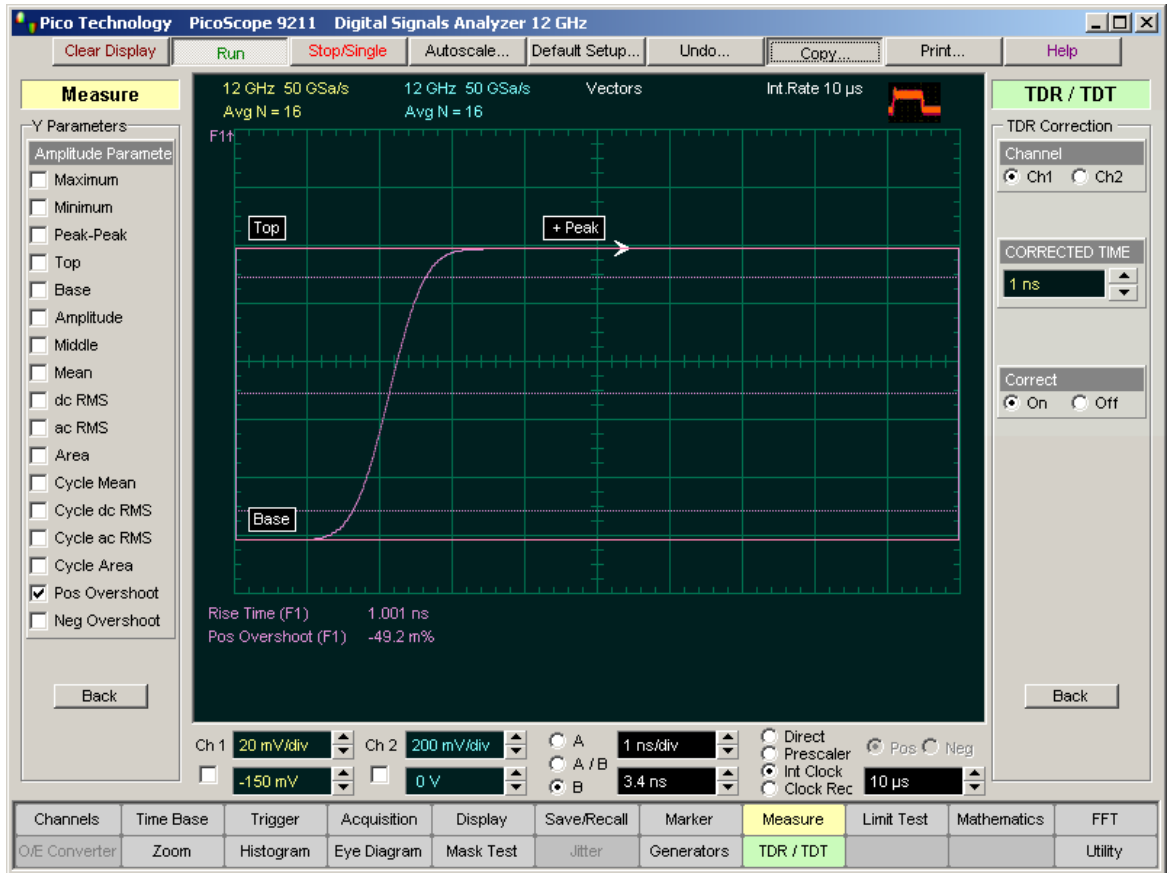 Pico Technology PicoScope 9211 Digital Signals Analyzer 12 GHz
Clear Display Run Stop/Single Autoscale... Default Setup... Undo... Copy... Print... Help
Measure
Y Parameters
Amplitude Paramete
Maximum
Minimum
Peak-Peak
Top
Base
Amplitude
Middle
Mean
dc RMS
ac RMS
Area
Cycle Mean
Cycle dc RMS
Cycle ac RMS
Cycle Area
Pos Overshoot
Neg Overshoot
Back
12 GHz 50 GSa/s 12 GHz 50 GSa/s Vectors Int.Rate 10 µs
Avg N = 16 Avg N = 16
F1
Top + Peak
Base
Rise Time (F1) 1.001 ns
Pos Overshoot (F1) -49.2 m%
TDR / TDT
TDR Correction
Channel
Ch1 Ch2
CORRECTED TIME
1 ns
Correct
On Off
Back
Ch 1 20 mV/div Ch 2 200 mV/div A 1 ns/div Direct
A / B Prescaler Pos Neg
-150 mV 0 V B 3.4 ns Int Clock 10 µs
Clock Rec
Channels Time Base Trigger Acquisition Display Save/Recall Marker Measure Limit Test Mathematics FFT
O/E Converter Zoom Histogram Eye Diagram Mask Test Jitter Generators TDR / TDT Utility